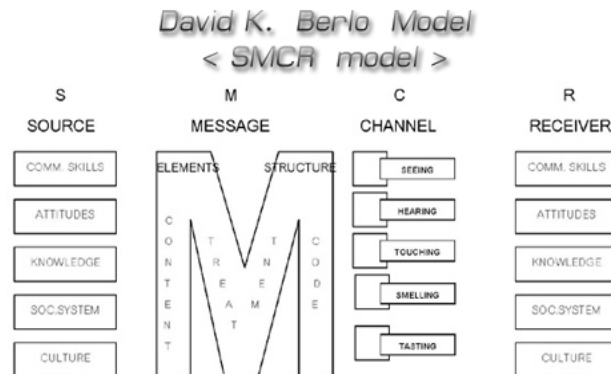 David K. Berlo Model
< SMCR model >
S M C R
SOURCE MESSAGE CHANNEL RECEIVER
COMM. SKILLS
ATTITUDES
KNOWLEDGE
SOC.SYSTEM
CULTURE
ELEMENTS STRUCTURE
CONTENT
TREATMENT
CODE
SEEING
HEARING
TOUCHING
SMELLING
TASTING
COMM. SKILLS
ATTITUDES
KNOWLEDGE
SOC.SYSTEM
CULTURE